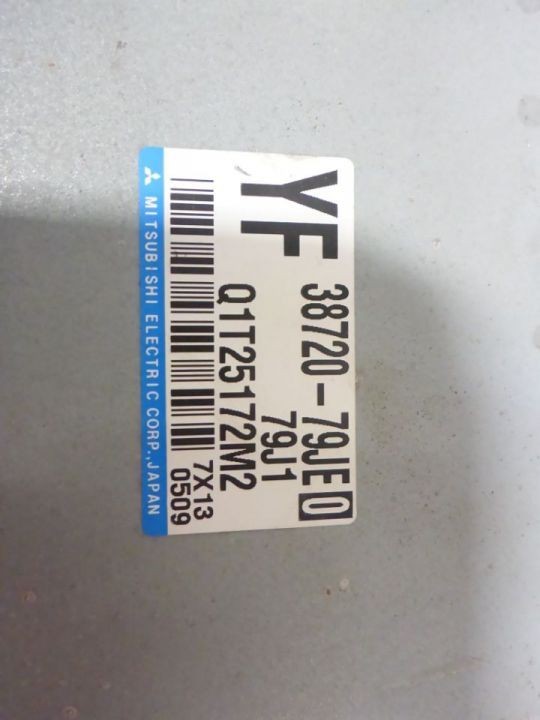 YF 38720-79JE0
79J1
Q1T25172M2
7X13
0509
MITSUBISHI ELECTRIC CORP., JAPAN